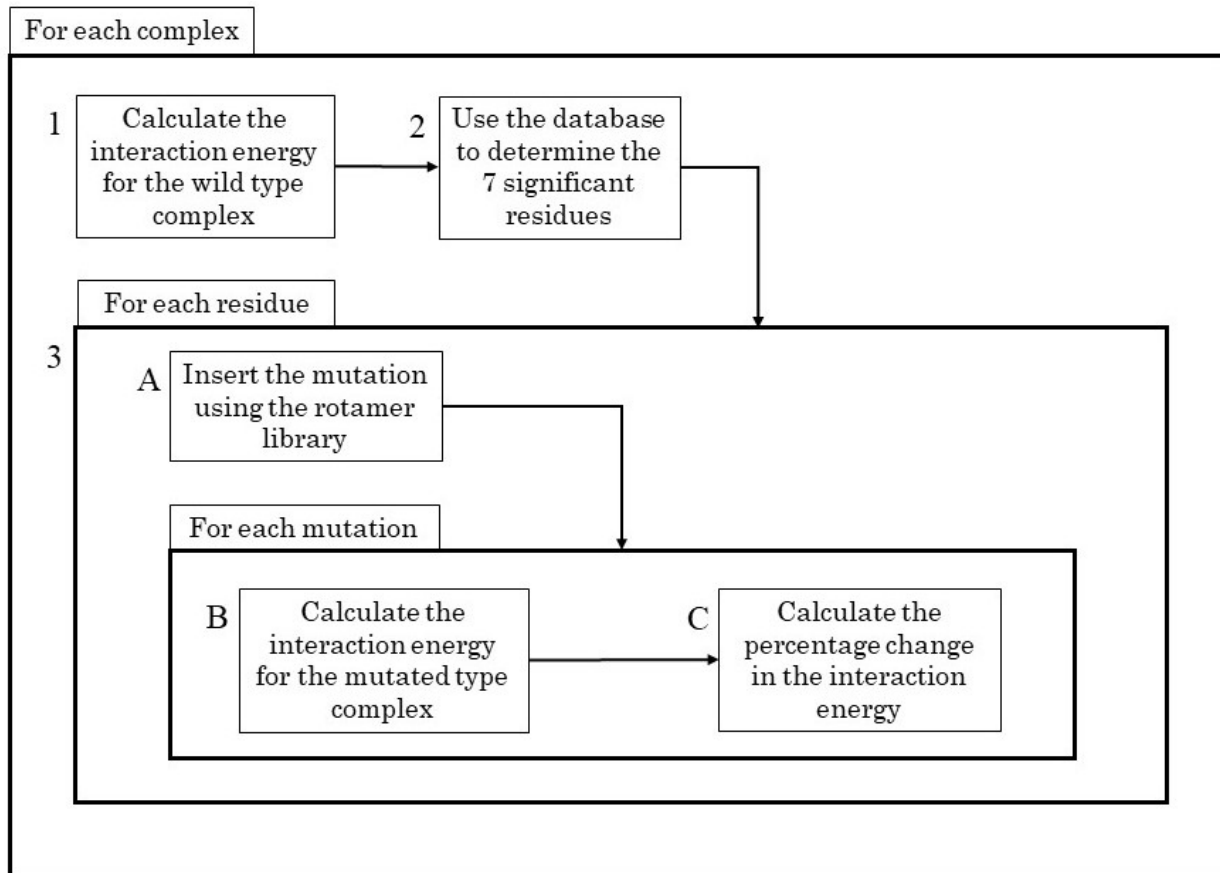 For each complex
1
Calculate the
interaction energy
for the wild type
complex
2
Use the database
to determine the
7 significant
residues
For each residue
3
A
Insert the mutation
using the rotamer
library
For each mutation
B
Calculate the
interaction energy
for the mutated type
complex
C
Calculate the
percentage change
in the interaction
energy